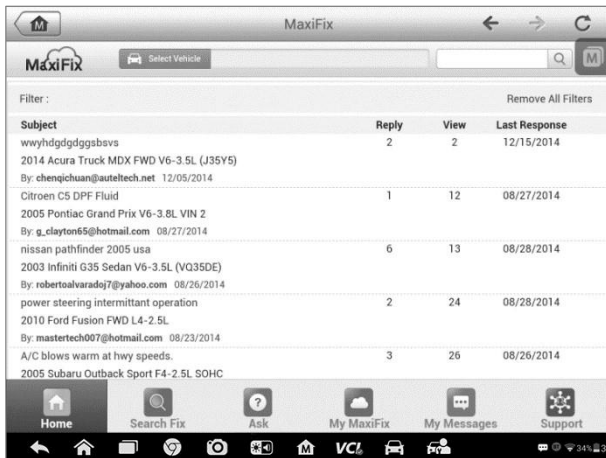 MaxiFix
MaxiFix Select Vehicle M
Filter : Remove All Filters
Subject Reply View Last Response
wwyhdgdgdggsbsvs 2 2 12/15/2014
2014 Acura Truck MDX FWD V6-3.5L (J35Y5)
By: chenqichuan@auteltech.net 12/05/2014
Citroen C5 DPF Fluid 1 12 08/27/2014
2005 Pontiac Grand Prix V6-3.8L VIN 2
By: g_clayton65@hotmail.com 08/27/2014
nissan pathfinder 2005 usa 6 13 08/28/2014
2003 Infiniti G35 Sedan V6-3.5L (VQ35DE)
By: robertoalvaradoj7@yahoo.com 08/26/2014
power steering intermittant operation 2 24 08/28/2014
2010 Ford Fusion FWD L4-2.5L
By: mastertech007@hotmail.com 08/23/2014
A/C blows warm at hwy speeds. 3 26 08/26/2014
2005 Subaru Outback Sport F4-2.5L SOHC
Home Search Fix Ask My MaxiFix My Messages Support
VCI 34%